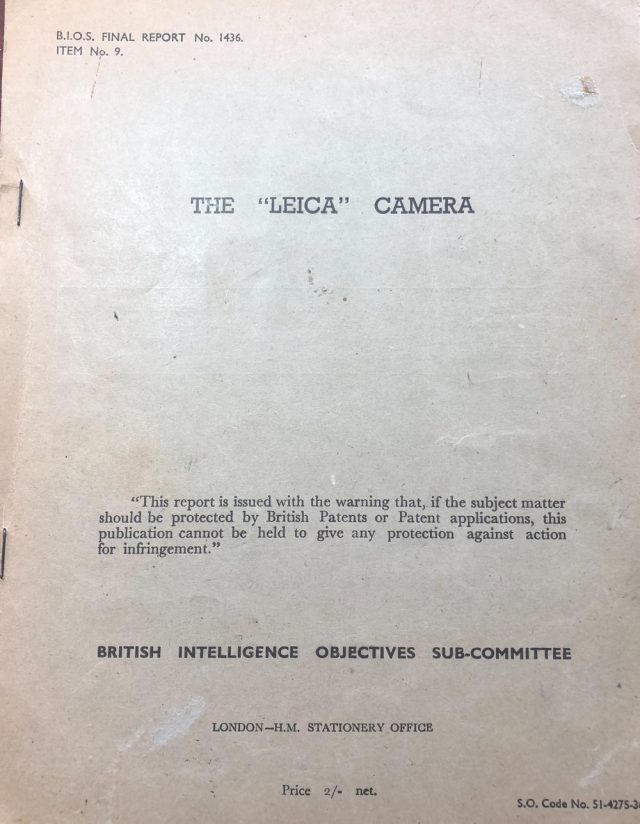 B.I.O.S. FINAL REPORT No. 1436.
ITEM No. 9.
THE “LEICA” CAMERA
“This report is issued with the warning that, if the subject matter
should be protected by British Patents or Patent applications, this
publication cannot be held to give any protection against action
for infringement.”
BRITISH INTELLIGENCE OBJECTIVES SUB-COMMITTEE
LONDON—H.M. STATIONERY OFFICE
Price 2/- net.
S.O. Code No.